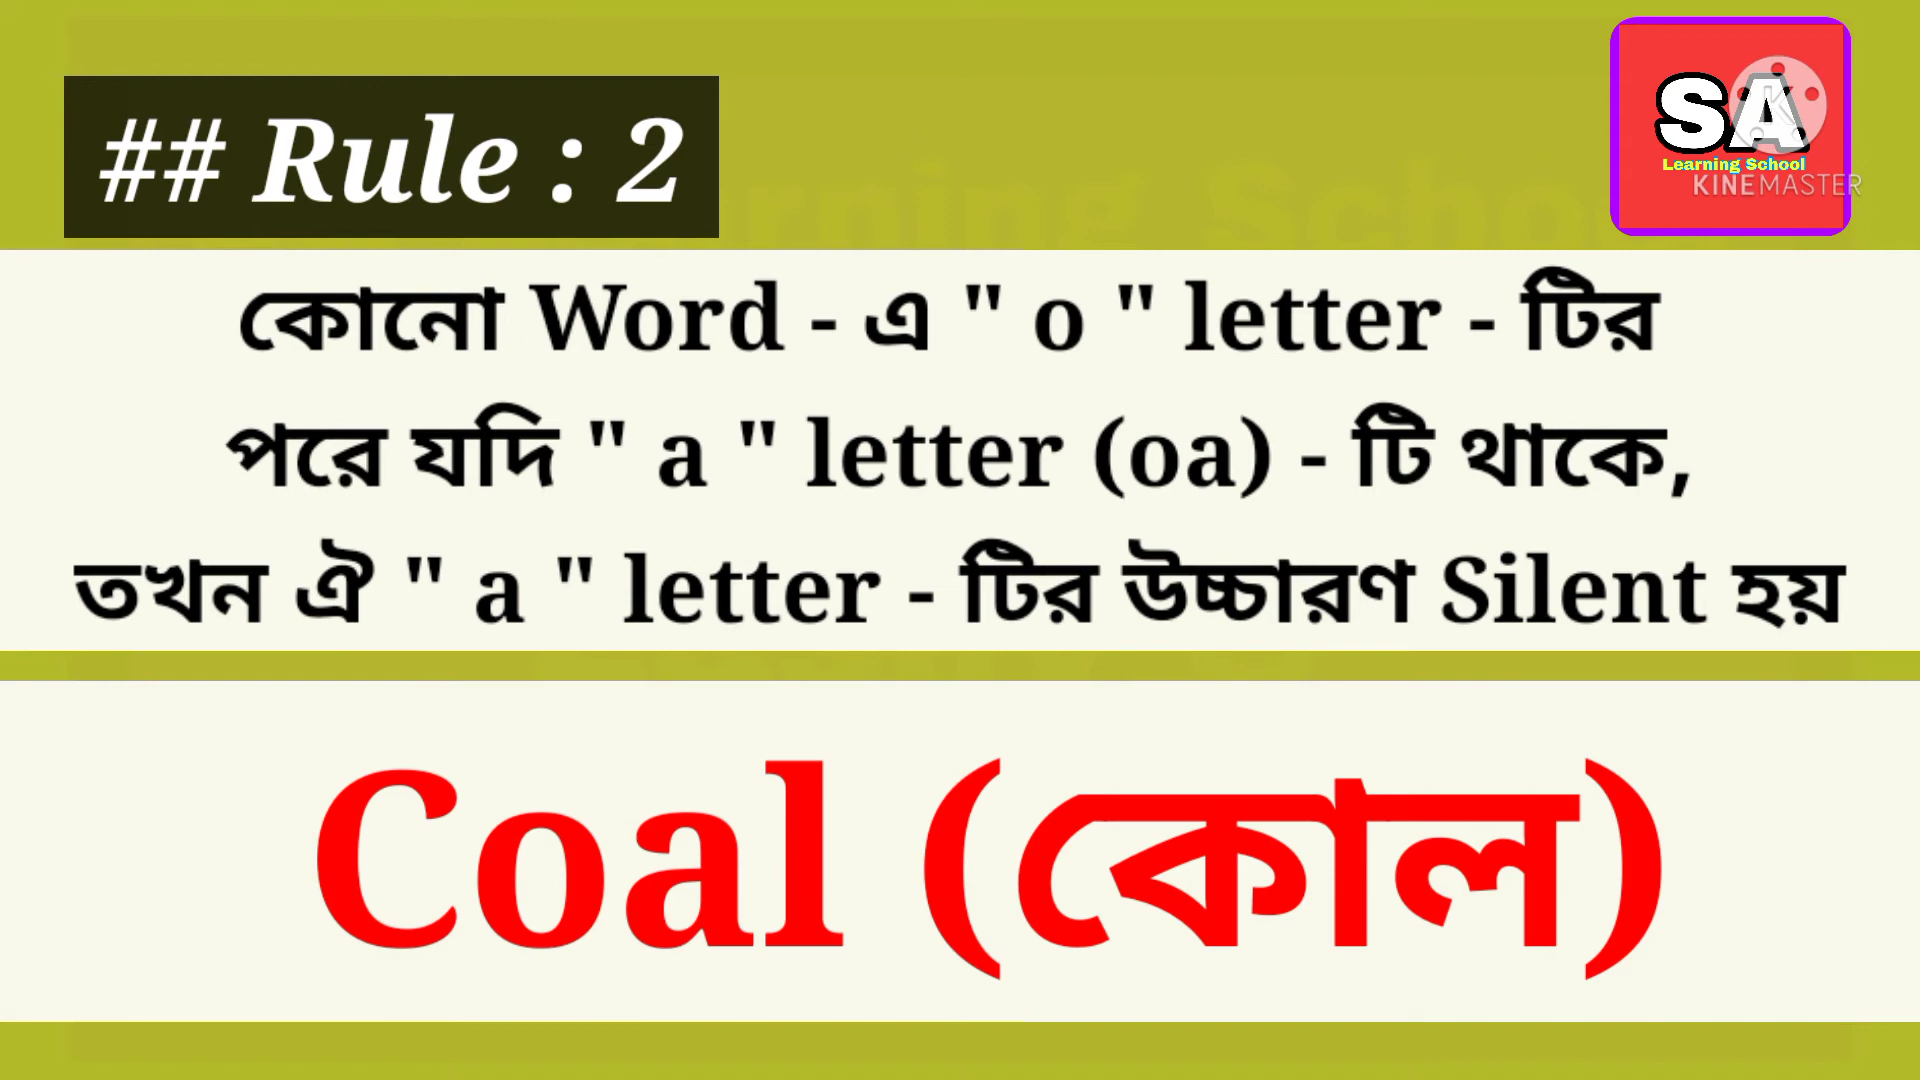 ## Rule : 2
SA
Learning School
KINEMASTER
কোনো Word - এ " o " letter - টির
পরে যদি " a " letter (oa) - টি থাকে,
তখন ঐ " a " letter - টির উচ্চারণ Silent হয়
Coal (কোল)